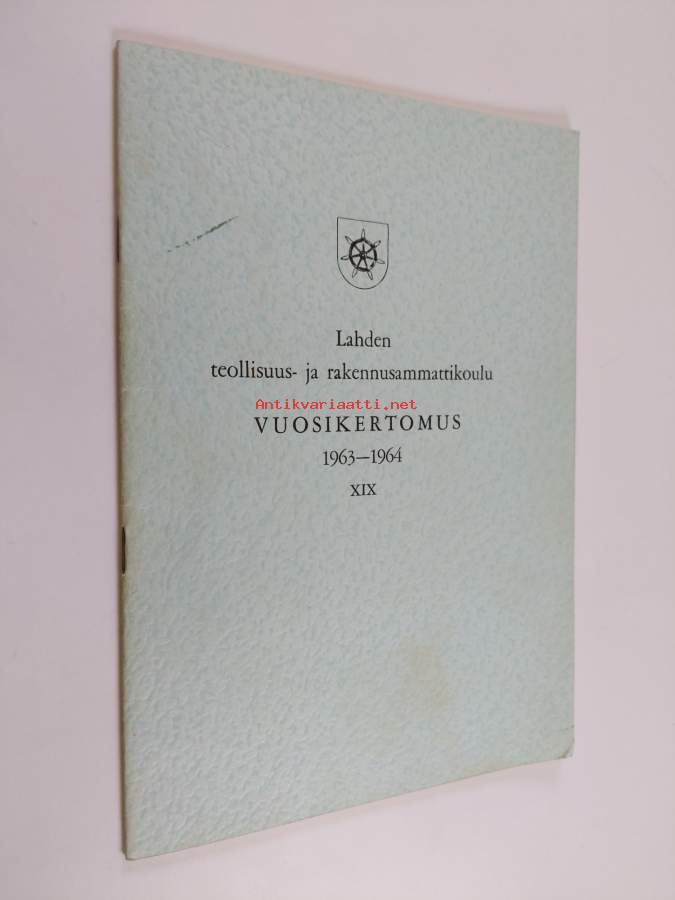 Lahden
teollisuus- ja rakennusammattikoulu
Antikvariaatti.net
VUOSIKERTOMUS
1963—1964
XIX